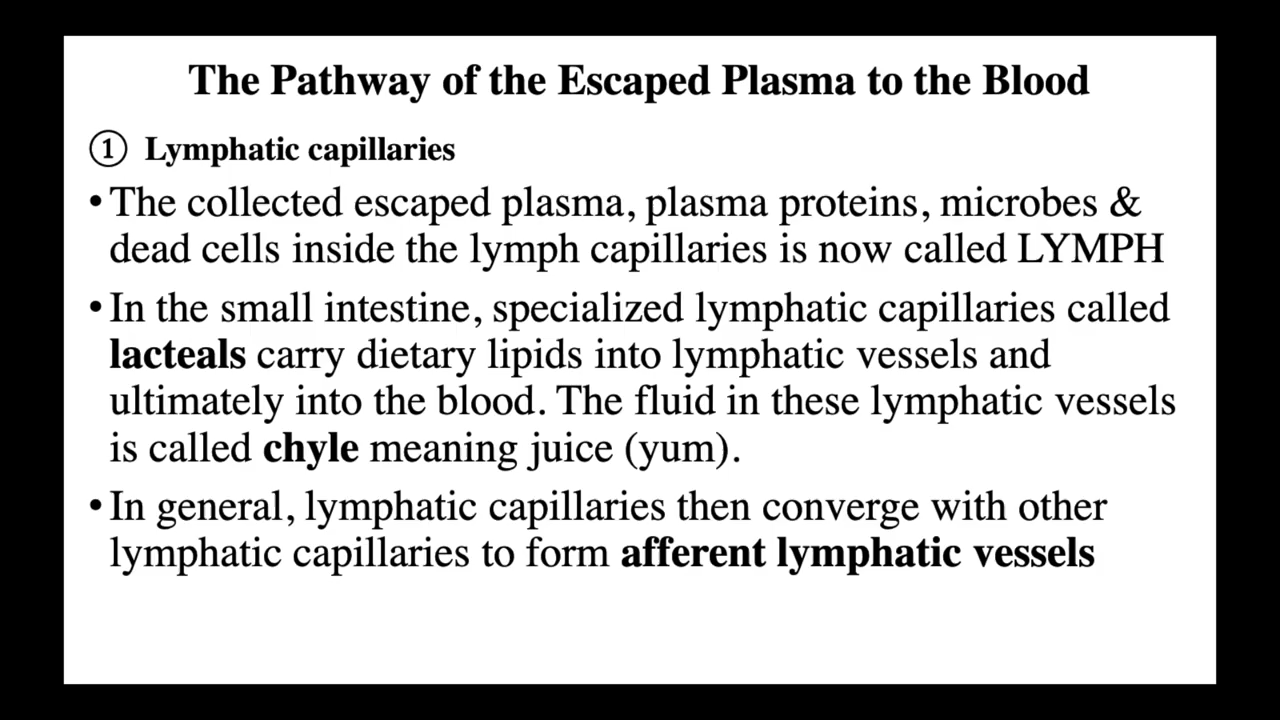 The Pathway of the Escaped Plasma to the Blood
① Lymphatic capillaries
• The collected escaped plasma, plasma proteins, microbes &
dead cells inside the lymph capillaries is now called LYMPH
• In the small intestine, specialized lymphatic capillaries called
lacteals carry dietary lipids into lymphatic vessels and
ultimately into the blood. The fluid in these lymphatic vessels
is called chyle meaning juice (yum).
• In general, lymphatic capillaries then converge with other
lymphatic capillaries to form afferent lymphatic vessels